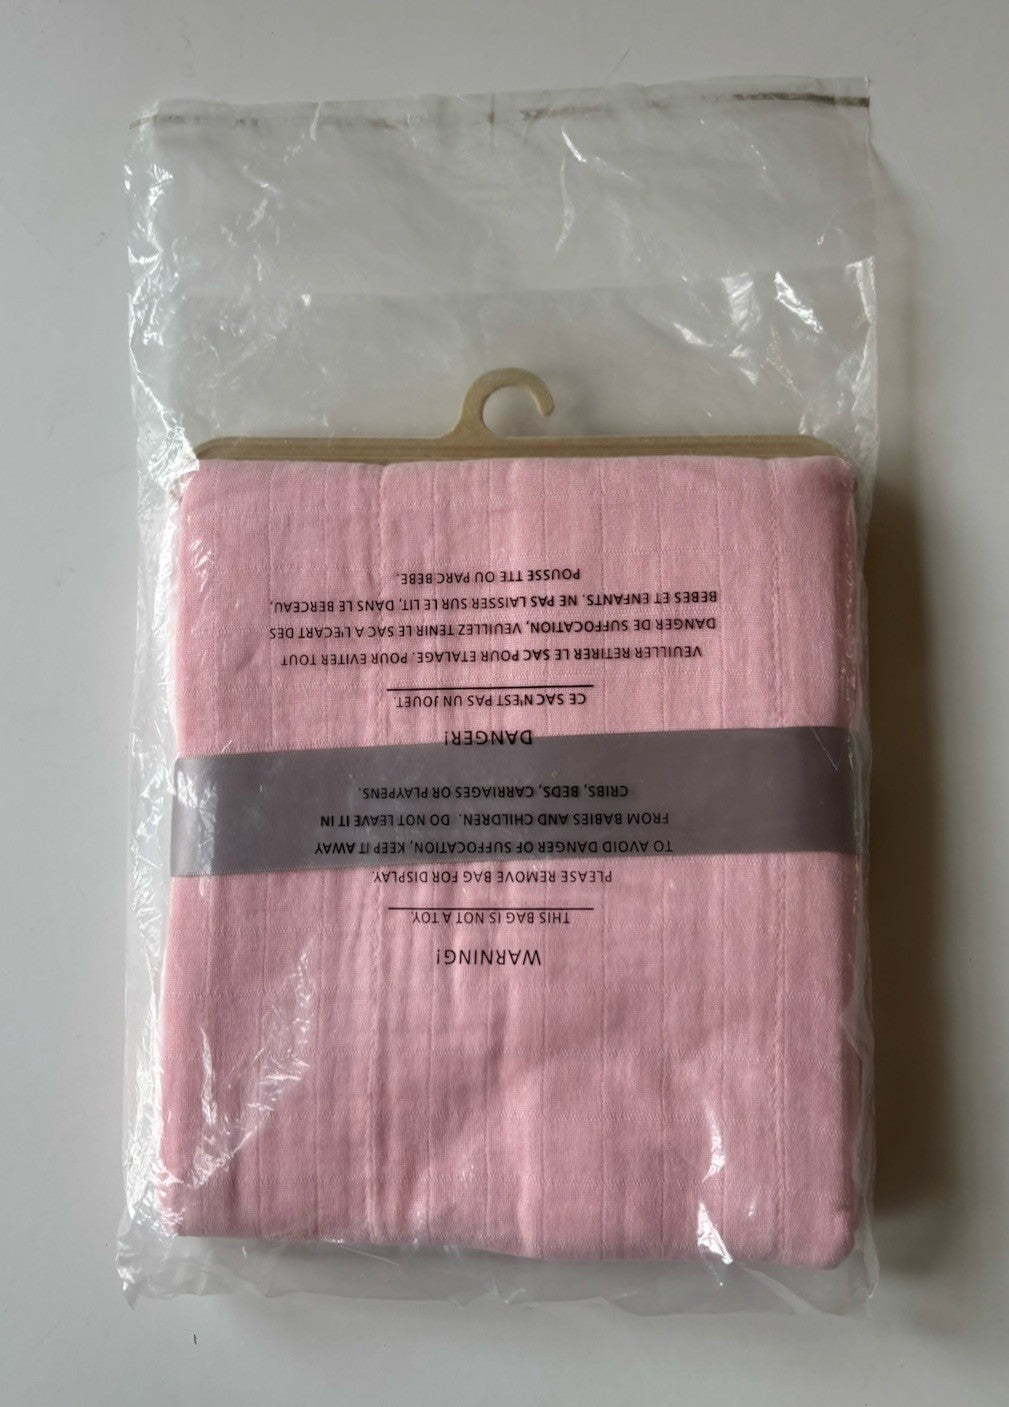 WARNING!
THIS BAG IS NOT A TOY.
PLEASE REMOVE BAG FOR DISPLAY.
TO AVOID DANGER OF SUFFOCATION, KEEP IT AWAY
FROM BABIES AND CHILDREN. DO NOT LEAVE IT IN
CRIBS, BEDS, CARRIAGES OR PLAYPENS.
DANGER!
CE SAC N'EST PAS UN JOUET.
VEUILLER RETIRER LE SAC POUR ETALAGE. POUR EVITER TOUT
DANGER DE SUFFOCATION, VEUILLEZ TENIR LE SAC A L'ECART DES
BEBES ET ENFANTS. NE PAS LAISSER SUR LE LIT, DANS LE BERCEAU,
POUSSE TTE OU PARC BEBE.